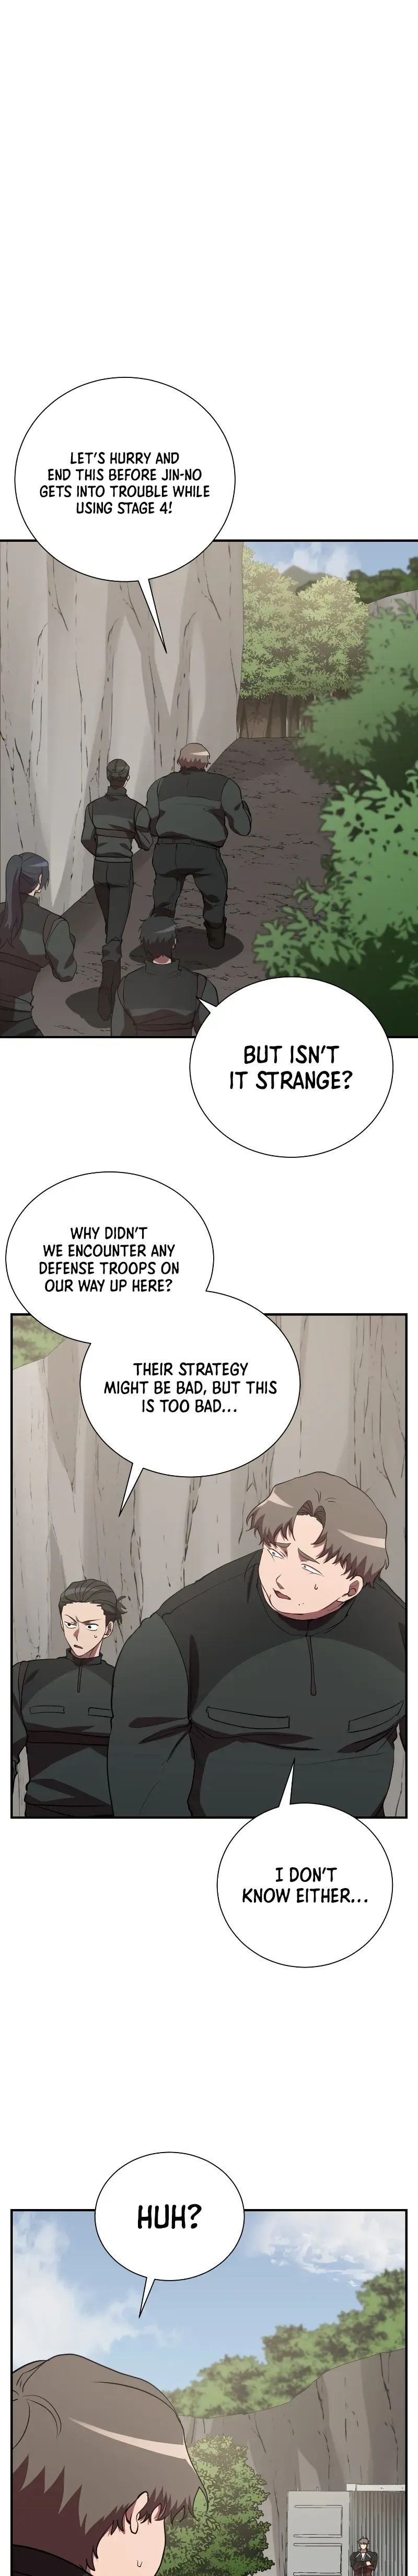 LET'S HURRY AND
END THIS BEFORE JIN-NO
GETS INTO TROUBLE WHILE
USING STAGE 4!
BUT ISN'T
IT STRANGE?
WHY DIDN'T
WE ENCOUNTER ANY
DEFENSE TROOPS ON
OUR WAY UP HERE?
THEIR STRATEGY
MIGHT BE BAD, BUT THIS
IS TOO BAD...
I DON'T
KNOW EITHER...
HUH?